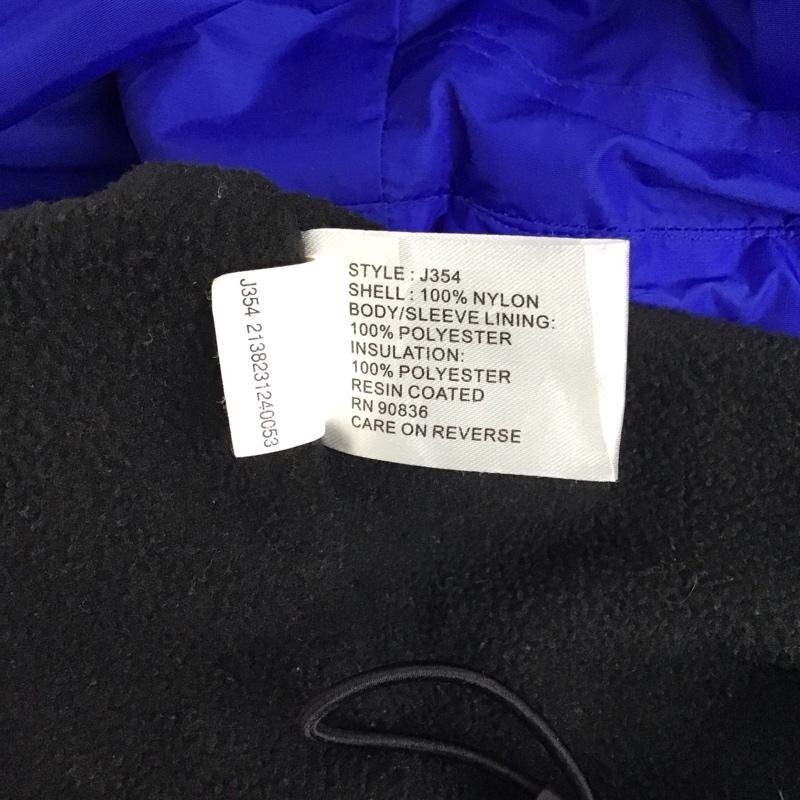 STYLE : J354
SHELL : 100% NYLON
BODY/SLEEVE LINING:
100% POLYESTER
INSULATION:
100% POLYESTER
RESIN COATED
RN 90836
CARE ON REVERSE
J354 2138231240053